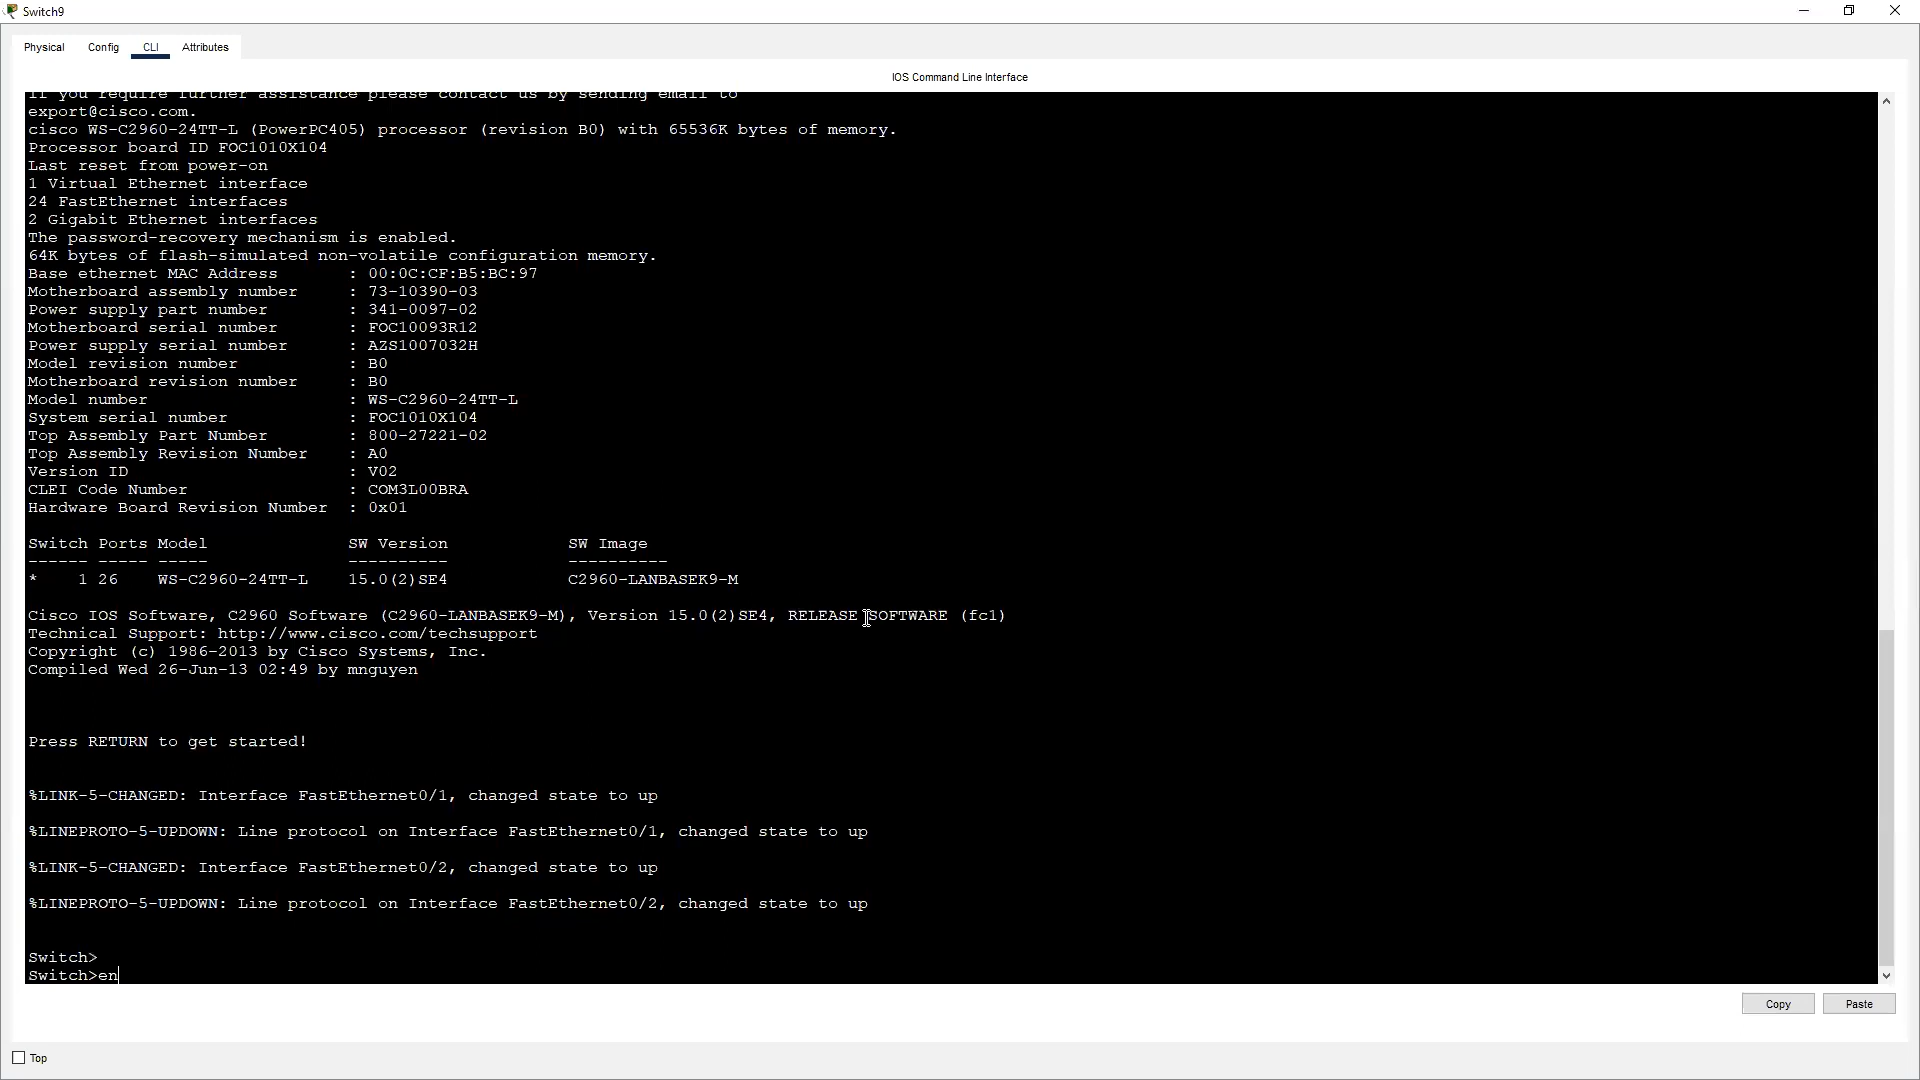 Switch9
Physical Config CLI Attributes
IOS Command Line Interface
If you require further assistance please contact us by sending email to
export@cisco.com.
cisco WS-C2960-24TT-L (PowerPC405) processor (revision B0) with 65536K bytes of memory.
Processor board ID FOC1010X104
Last reset from power-on
1 Virtual Ethernet interface
24 FastEthernet interfaces
2 Gigabit Ethernet interfaces
The password-recovery mechanism is enabled.
64K bytes of flash-simulated non-volatile configuration memory.
Base ethernet MAC Address : 00:0C:CF:B5:BC:97
Motherboard assembly number : 73-10390-03
Power supply part number : 341-0097-02
Motherboard serial number : FOC10093R12
Power supply serial number : AZS1007032H
Model revision number : B0
Motherboard revision number : B0
Model number : WS-C2960-24TT-L
System serial number : FOC1010X104
Top Assembly Part Number : 800-27221-02
Top Assembly Revision Number : A0
Version ID : V02
CLEI Code Number : COM3L00BRA
Hardware Board Revision Number : 0x01
Switch Ports Model SW Version SW Image
------ ----- ----- ---------- ----------
* 1 26 WS-C2960-24TT-L 15.0(2)SE4 C2960-LANBASEK9-M
Cisco IOS Software, C2960 Software (C2960-LANBASEK9-M), Version 15.0(2)SE4, RELEASE SOFTWARE (fc1)
Technical Support: http://www.cisco.com/techsupport
Copyright (c) 1986-2013 by Cisco Systems, Inc.
Compiled Wed 26-Jun-13 02:49 by mnguyen
Press RETURN to get started!
%LINK-5-CHANGED: Interface FastEthernet0/1, changed state to up
%LINEPROTO-5-UPDOWN: Line protocol on Interface FastEthernet0/1, changed state to up
%LINK-5-CHANGED: Interface FastEthernet0/2, changed state to up
%LINEPROTO-5-UPDOWN: Line protocol on Interface FastEthernet0/2, changed state to up
Switch>
Switch>en
Copy Paste
Top